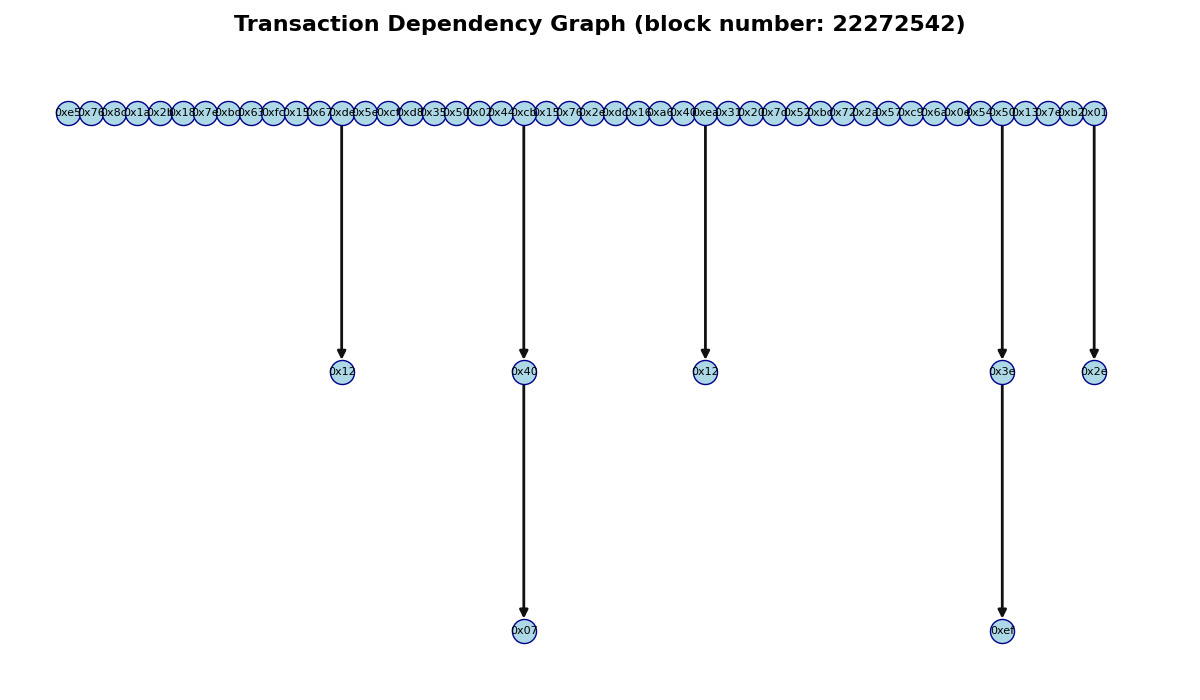 Transaction Dependency Graph (block number: 22272542)
0xe5 0x76 0x8c 0x1a 0x2b 0x18 0x7e 0xbd 0x63 0xfc 0x15 0x67 0xde 0x5e 0xcf 0xd8 0x35 0x50 0x02 0x44 0xcb 0x15 0x76 0x2e 0xdd 0x16 0xa6 0x40 0xea 0x31 0x20 0x7d 0x52 0xbd 0x72 0x2a 0x57 0xc9 0x6a 0x0e 0x54 0x50 0x13 0x7e 0xb2 0x01
0x12 0x40 0x12 0x3e 0x2e
0x07 0xef